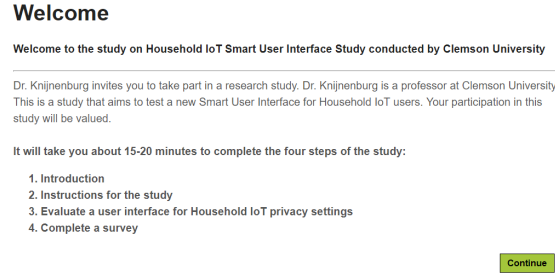 Welcome
Welcome to the study on Household IoT Smart User Interface Study conducted by Clemson University
Dr. Knijnenburg invites you to take part in a research study. Dr. Knijnenburg is a professor at Clemson University
This is a study that aims to test a new Smart User Interface for Household IoT users. Your participation in this
study will be valued.
It will take you about 15-20 minutes to complete the four steps of the study:
1. Introduction
2. Instructions for the study
3. Evaluate a user interface for Household IoT privacy settings
4. Complete a survey
Continue